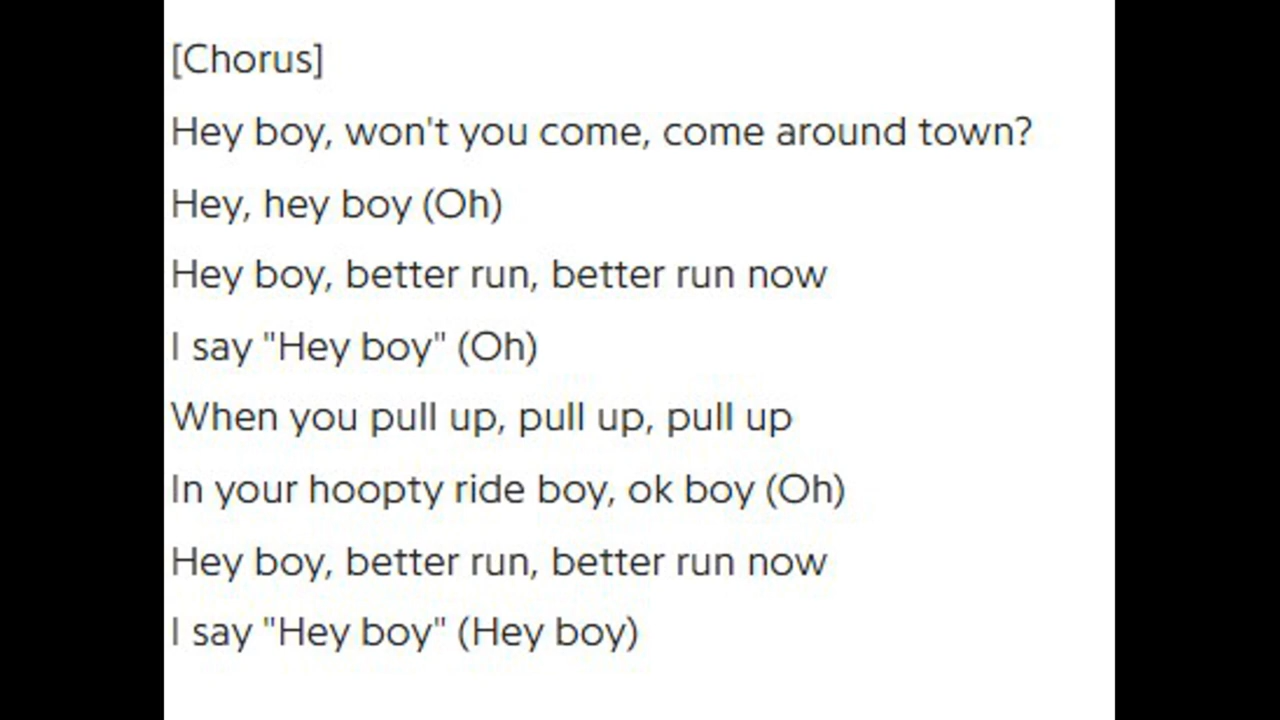 [Chorus]
Hey boy, won't you come, come around town?
Hey, hey boy (Oh)
Hey boy, better run, better run now
I say "Hey boy" (Oh)
When you pull up, pull up, pull up
In your hoopty ride boy, ok boy (Oh)
Hey boy, better run, better run now
I say "Hey boy" (Hey boy)